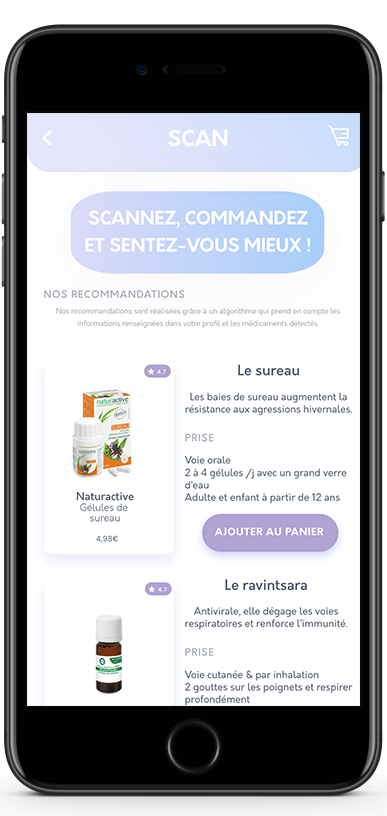 SCAN
SCANNEZ, COMMANDEZ
ET SENTEZ-VOUS MIEUX !
NOS RECOMMANDATIONS
Nos recommandations sont réalisées grâce à un algorithme qui prend en compte les
informations renseignées dans votre profil et les médicaments détectés.
4.7
naturactive
SUREAU
Naturactive
Gélules de
sureau
4,98€
Le sureau
Les baies de sureau augmentent la
résistance aux agressions hivernales.
PRISE
Voie orale
2 à 4 gélules /j avec un grand verre
d'eau
Adulte et enfant à partir de 12 ans
AJOUTER AU PANIER
4.7
Le ravintsara
Antivirale, elle dégage les voies
respiratoires et renforce l'immunité.
PRISE
Voie cutanée & par inhalation
2 gouttes sur les poignets et respirer
profondément